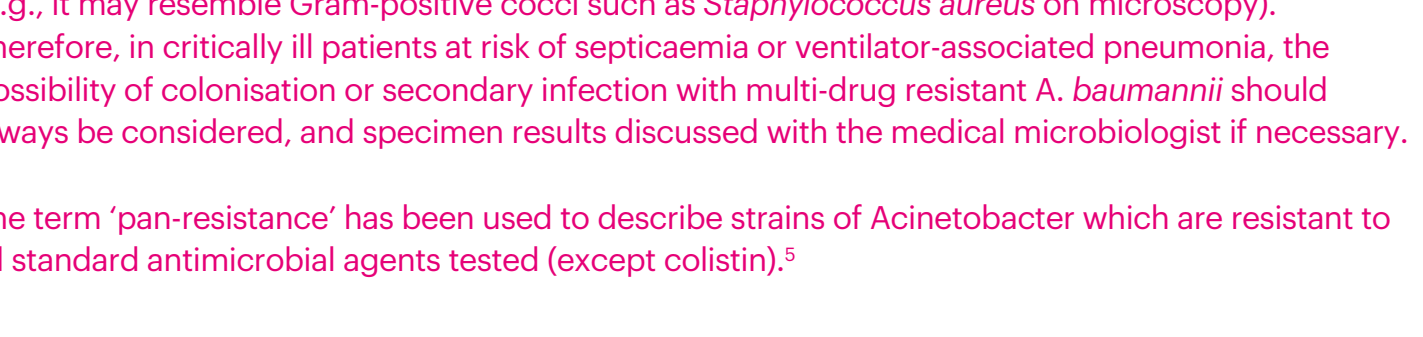 .g., it may resemble Gram-positive cocci such as Staphylococcus aureus on microscopy).
herefore, in critically ill patients at risk of septicaemia or ventilator-associated pneumonia, the
ossibility of colonisation or secondary infection with multi-drug resistant A. baumannii should
ways be considered, and specimen results discussed with the medical microbiologist if necessary.
he term ‘pan-resistance’ has been used to describe strains of Acinetobacter which are resistant to
l standard antimicrobial agents tested (except colistin).⁵